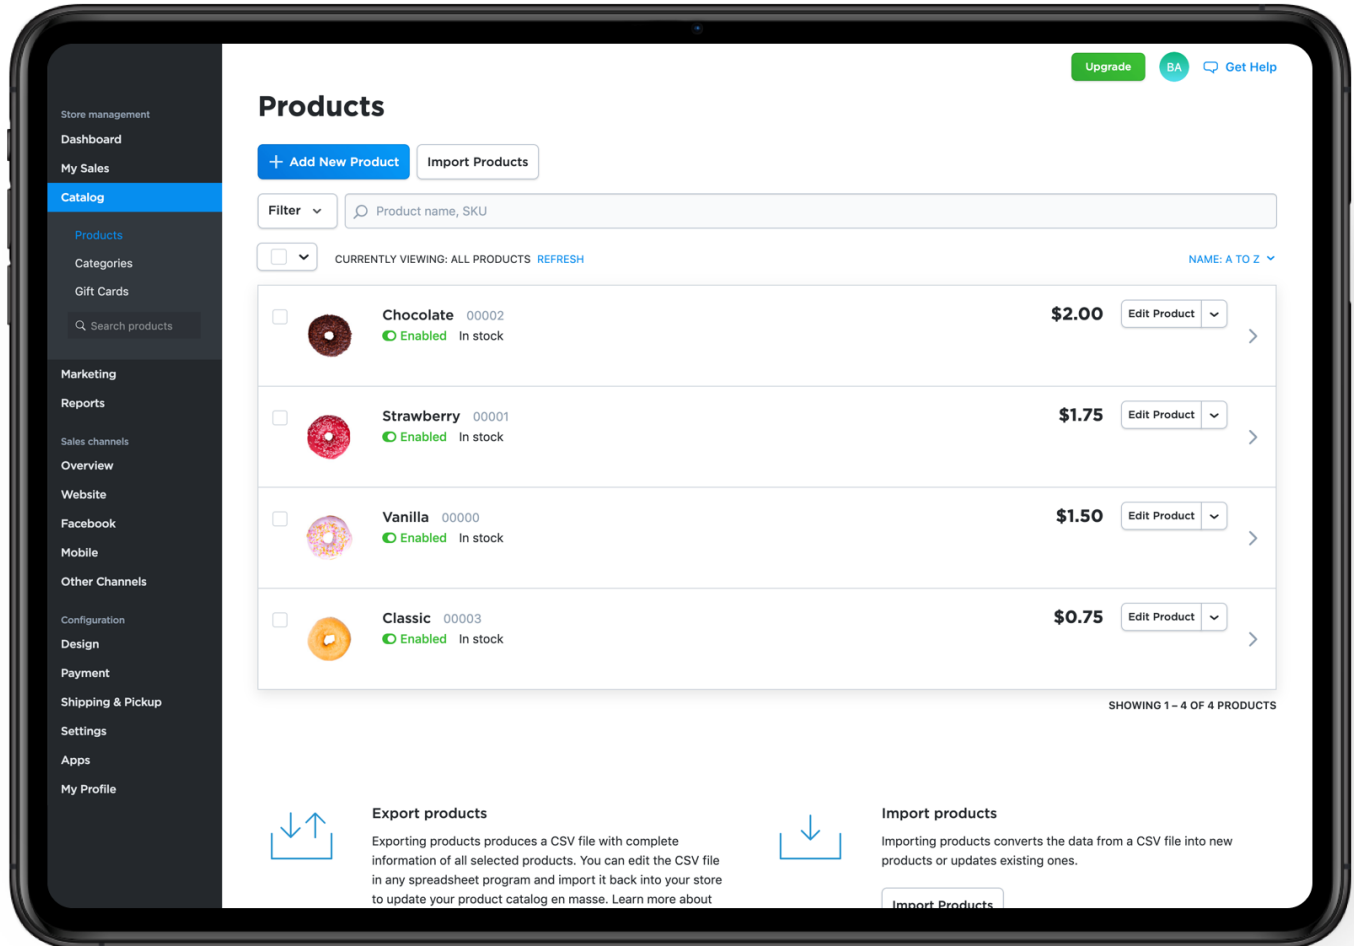 Upgrade
BA
Get Help
Store management
Dashboard
My Sales
Catalog
Products
Categories
Gift Cards
Search products
Marketing
Reports
Sales channels
Overview
Website
Facebook
Mobile
Other Channels
Configuration
Design
Payment
Shipping & Pickup
Settings
Apps
My Profile
Products
+ Add New Product
Import Products
Filter
Product name, SKU
CURRENTLY VIEWING: ALL PRODUCTS REFRESH
NAME: A TO Z
Chocolate 00002
Enabled In stock
$2.00
Edit Product
Strawberry 00001
Enabled In stock
$1.75
Edit Product
Vanilla 00000
Enabled In stock
$1.50
Edit Product
Classic 00003
Enabled In stock
$0.75
Edit Product
SHOWING 1 – 4 OF 4 PRODUCTS
Export products
Exporting products produces a CSV file with complete
information of all selected products. You can edit the CSV file
in any spreadsheet program and import it back into your store
to update your product catalog en masse. Learn more about
Import products
Importing products converts the data from a CSV file into new
products or updates existing ones.
Import Products